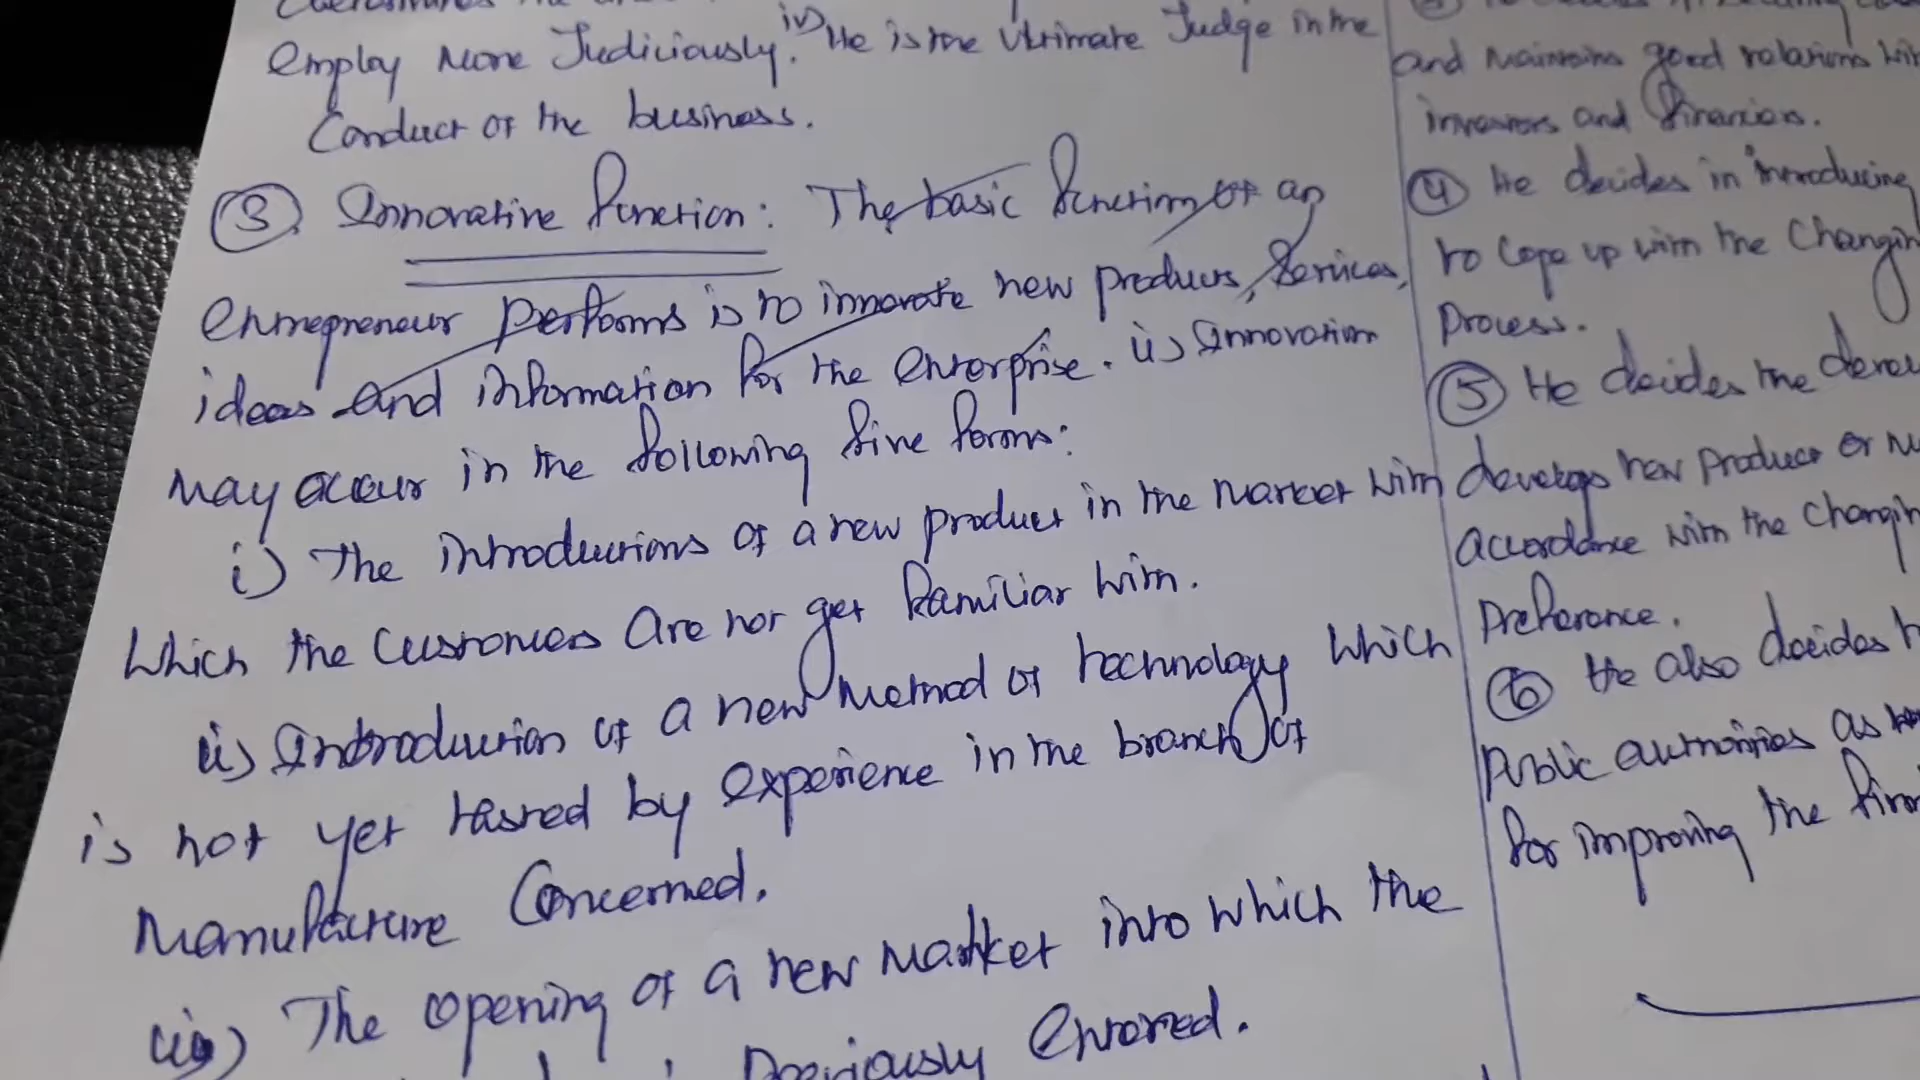 employ more Judiciously. iv) He is the Ultimate Judge in the
Conduct of the business.
③ Innovative function: The basic function of an
entrepreneur performs is to innovate new products, Services,
ideas and information for the enterprise. ii) Innovation
may occur in the following five forms:
i) The introductions of a new product in the market with
Which the Customers are not get familiar with.
ii) Introduction of a new method of technology which
is not yet tasted by experience in the branch of
Manufacture Concerned.
iii) The opening of a new market into which the
Previously Entered.
and maintains good relations with
investors and financiers.
④ He decides in introducing
to cope up with the Changin
Process.
⑤ He decides the
develops new product or
accordance with the changin
Preference.
⑥ He also decides
Public authorities as
for improving the